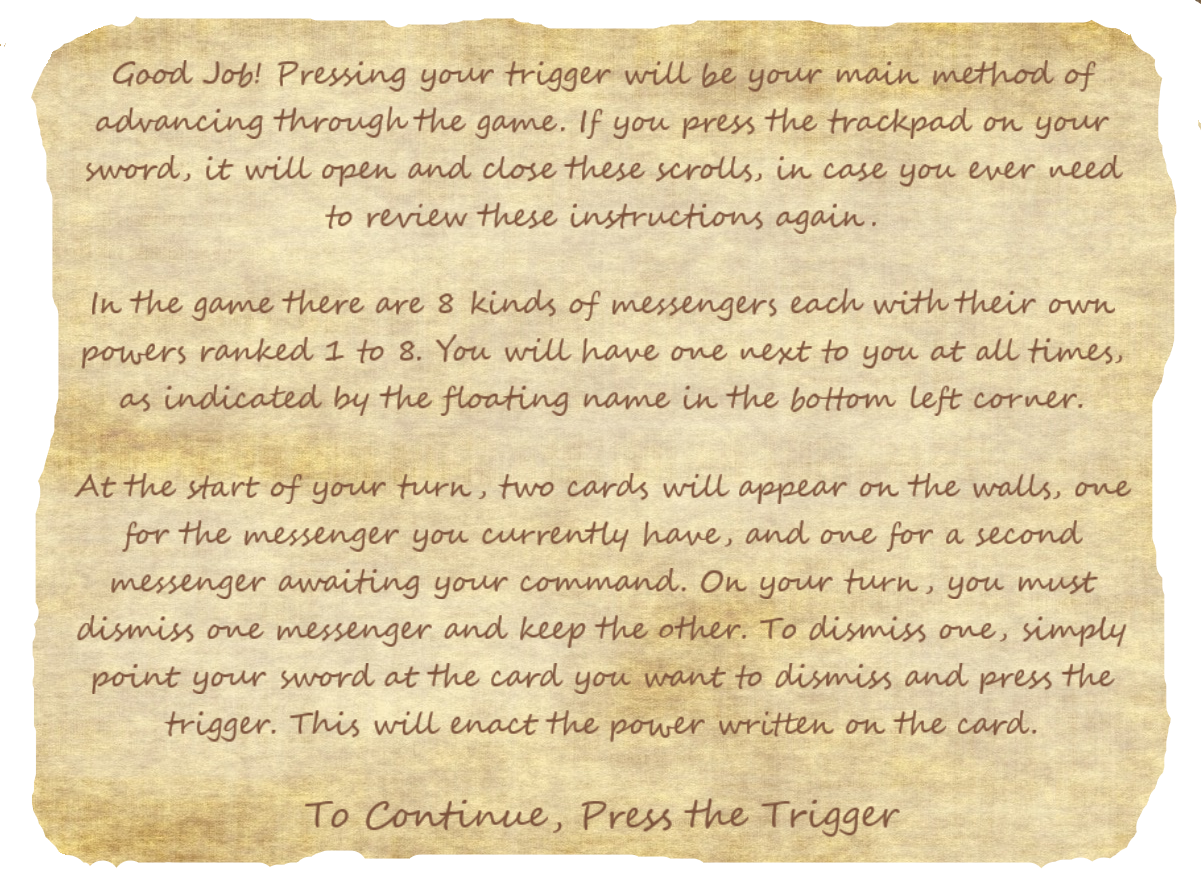 Good Job! Pressing your trigger will be your main method of
advancing through the game. If you press the trackpad on your
sword, it will open and close these scrolls, in case you ever need
to review these instructions again.
In the game there are 8 kinds of messengers each with their own
powers ranked 1 to 8. You will have one next to you at all times,
as indicated by the floating name in the bottom left corner.
At the start of your turn, two cards will appear on the walls, one
for the messenger you currently have, and one for a second
messenger awaiting your command. On your turn, you must
dismiss one messenger and keep the other. To dismiss one, simply
point your sword at the card you want to dismiss and press the
trigger. This will enact the power written on the card.
To Continue, Press the Trigger